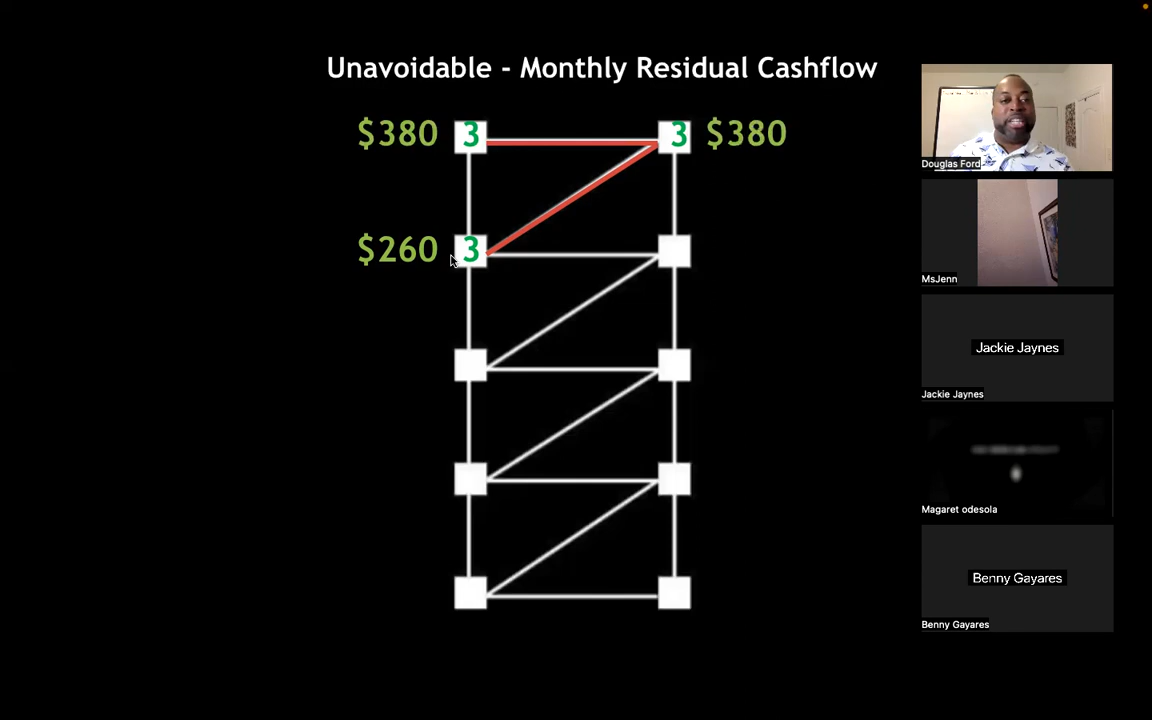 Unavoidable - Monthly Residual Cashflow
$380 3 3 $380
$260 3
Douglas Ford
MsJenn
Jackie Jaynes
Jackie Jaynes
Magaret odesola
Benny Gayares
Benny Gayares